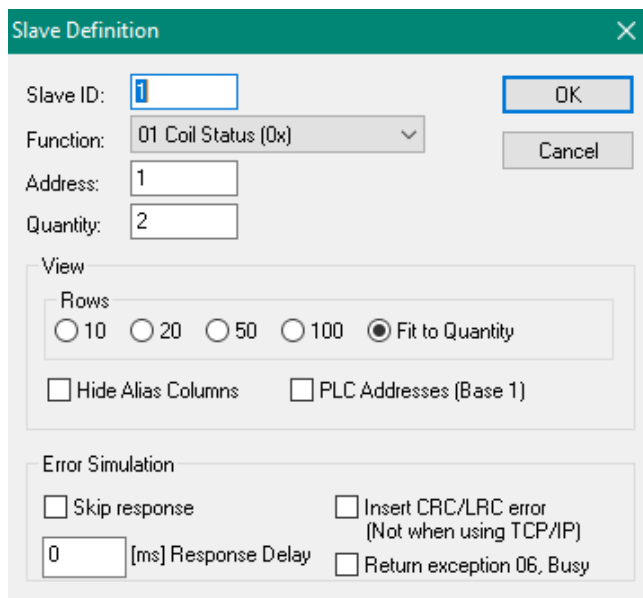 Slave Definition
Slave ID: 1
OK
Function: 01 Coil Status (0x)
Cancel
Address: 1
Quantity: 2
View
Rows
10 20 50 100 Fit to Quantity
Hide Alias Columns PLC Addresses (Base 1)
Error Simulation
Skip response
Insert CRC/LRC error
(Not when using TCP/IP)
0 [ms] Response Delay
Return exception 06, Busy